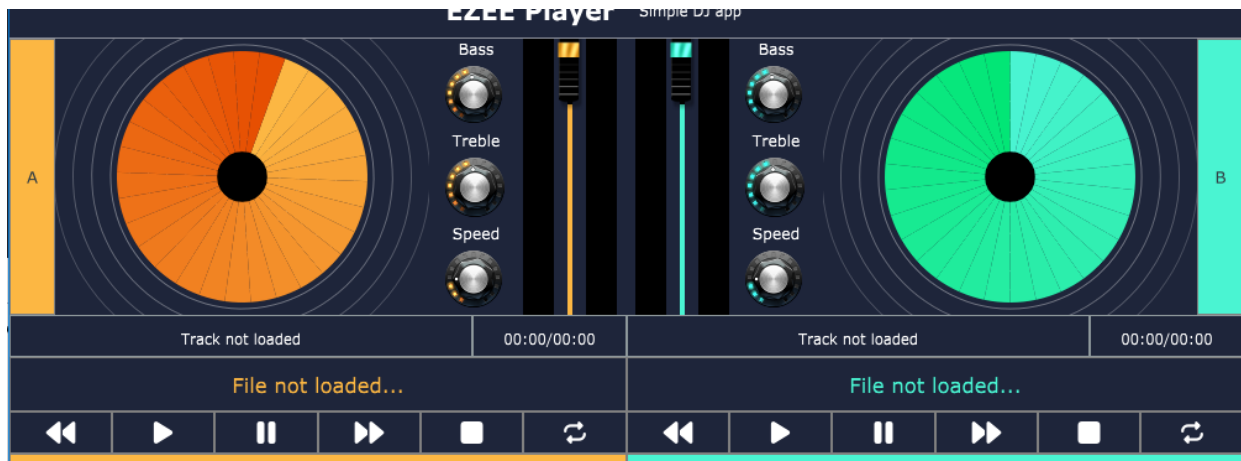 EZEE Player Simple DJ app
A
Bass
Treble
Speed
Bass
Treble
Speed
B
Track not loaded 00:00/00:00
Track not loaded 00:00/00:00
File not loaded...
File not loaded...